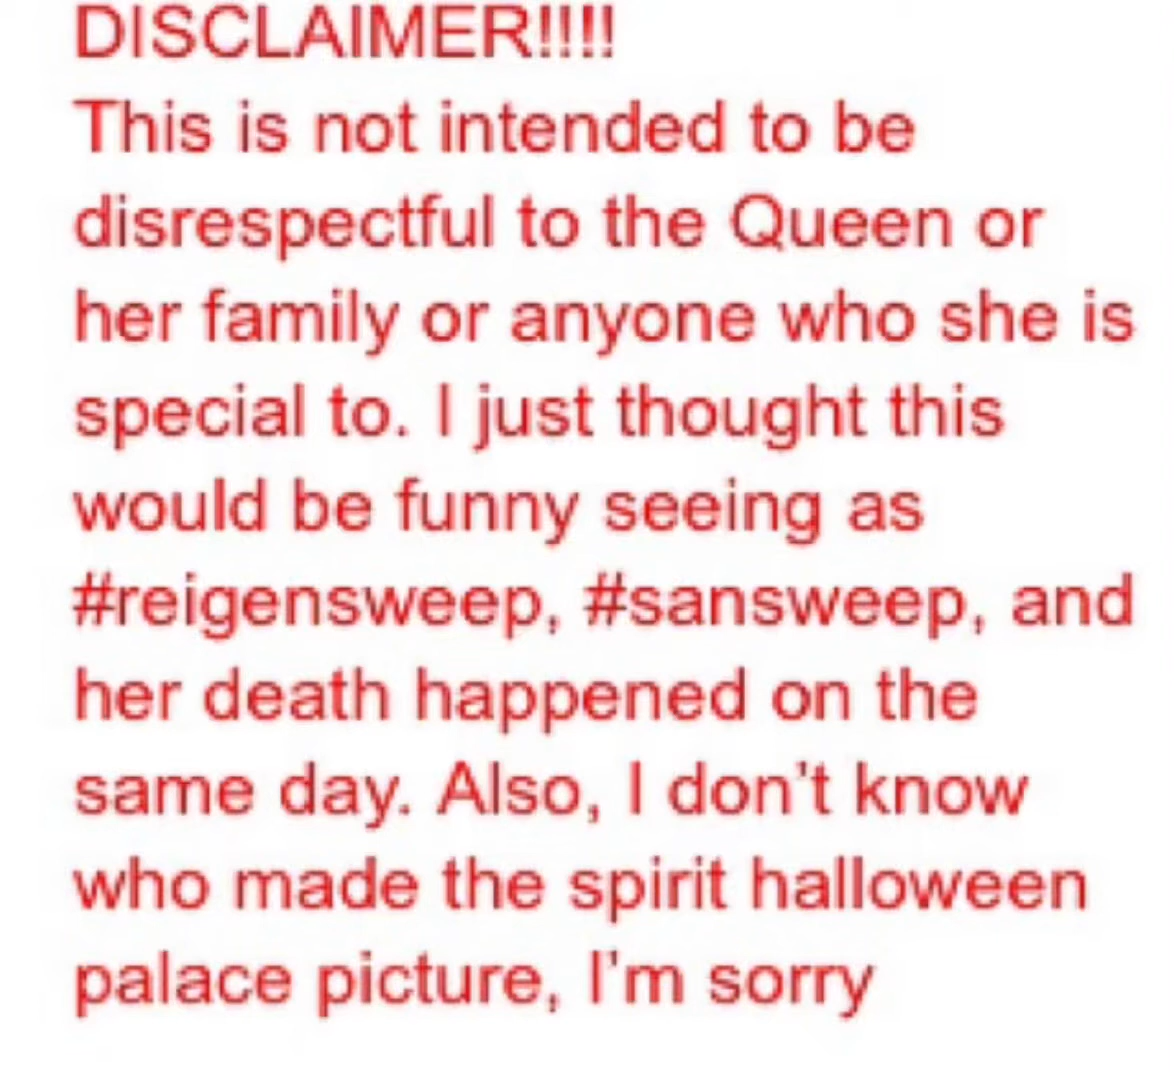 DISCLAIMER!!!!
This is not intended to be
disrespectful to the Queen or
her family or anyone who she is
special to. I just thought this
would be funny seeing as
#reigensweep, #sansweep, and
her death happened on the
same day. Also, I don't know
who made the spirit halloween
palace picture, I'm sorry